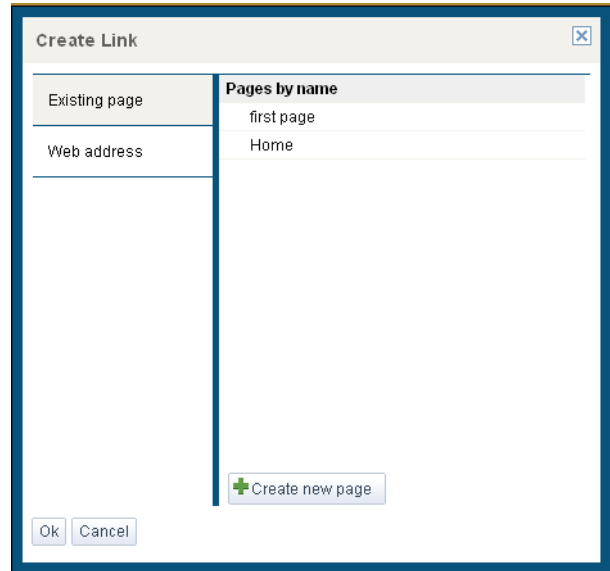 Create Link
Existing page
Web address
Pages by name
first page
Home
Create new page
Ok
Cancel